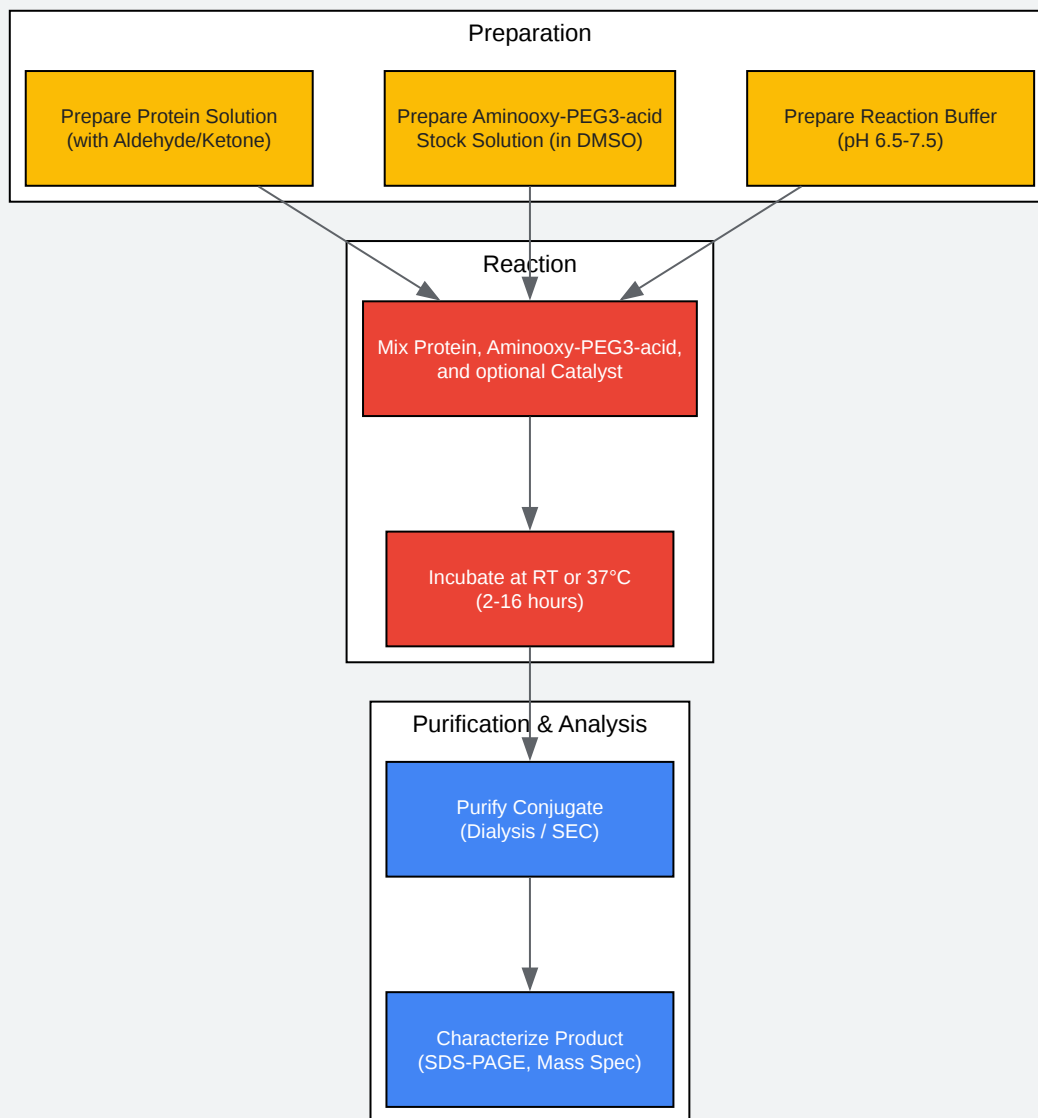 Preparation
Prepare Protein Solution
(with Aldehyde/Ketone)
Prepare Aminooxy-PEG3-acid
Stock Solution (in DMSO)
Prepare Reaction Buffer
(pH 6.5-7.5)
Reaction
Mix Protein, Aminooxy-PEG3-acid,
and optional Catalyst
Incubate at RT or 37°C
(2-16 hours)
Purification & Analysis
Purify Conjugate
(Dialysis / SEC)
Characterize Product
(SDS-PAGE, Mass Spec)